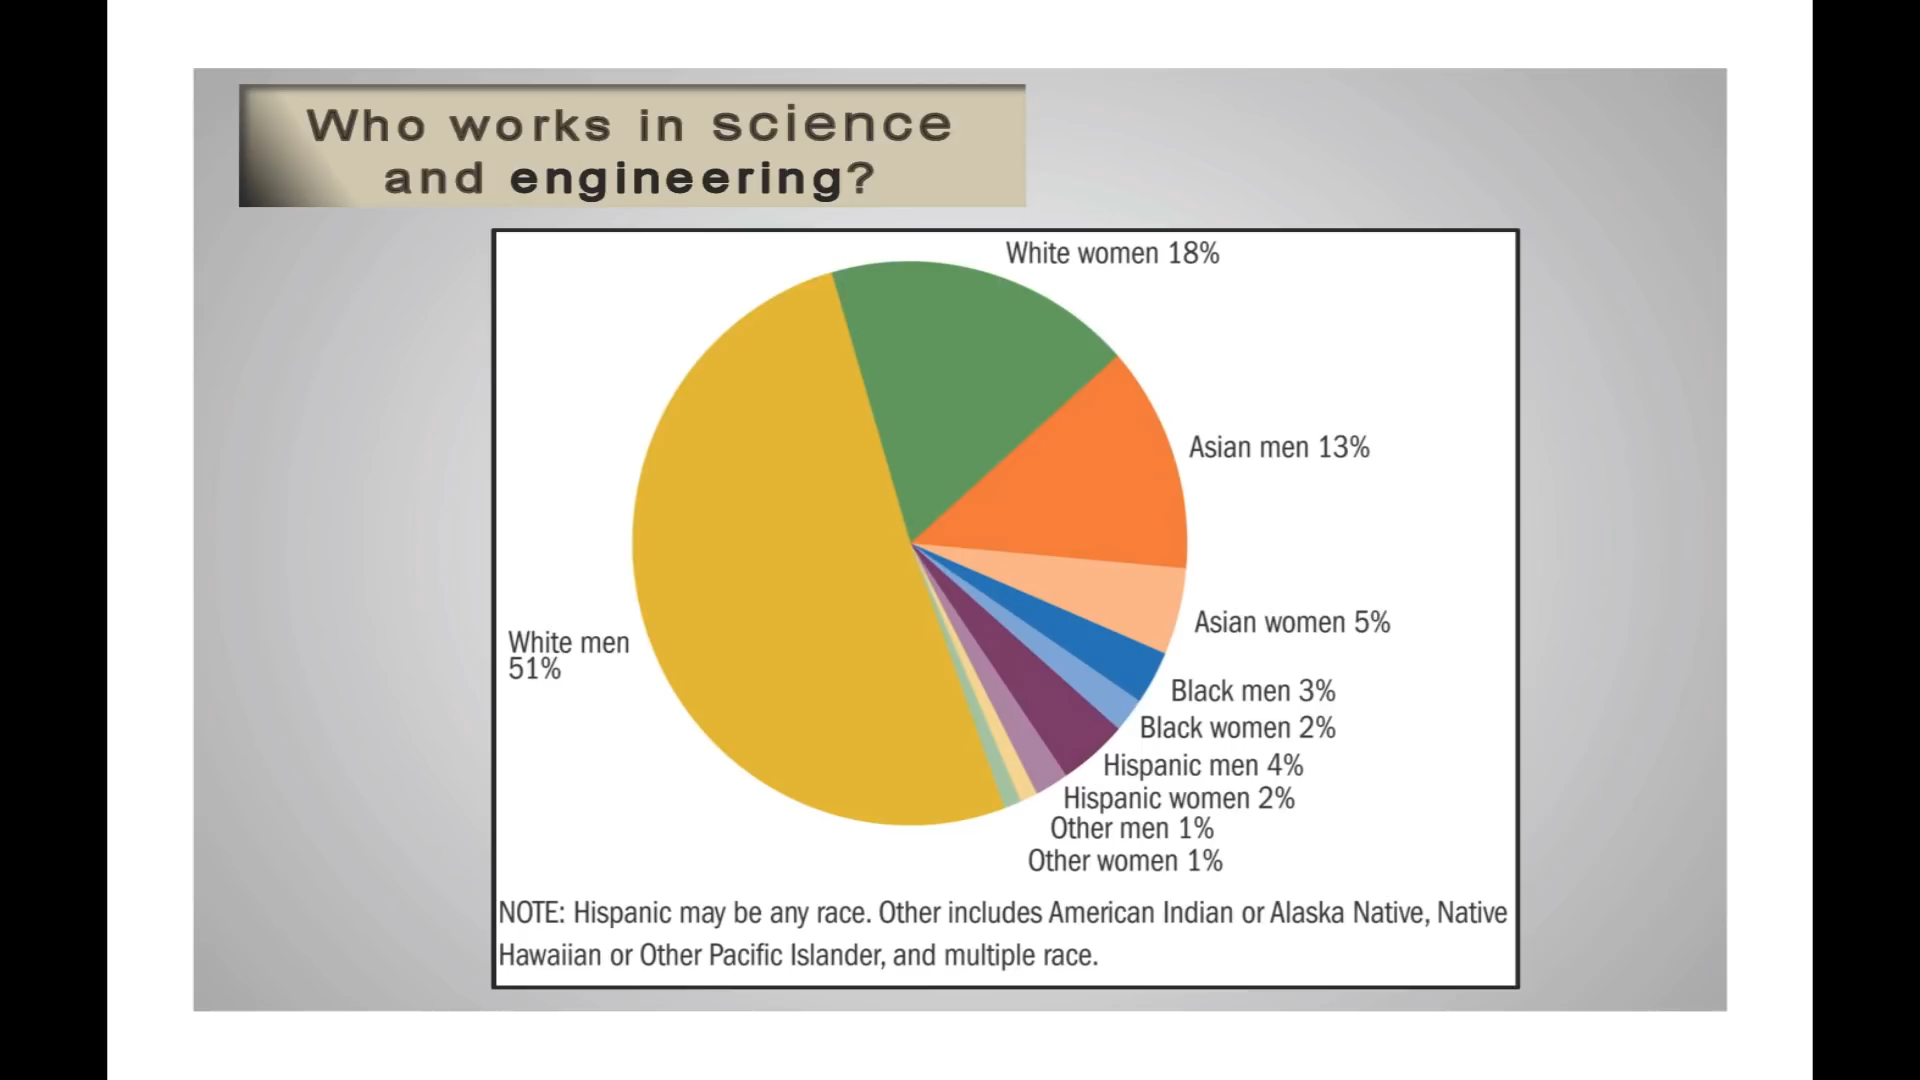 Who works in science
and engineering?
White women 18%
Asian men 13%
Asian women 5%
White men
51%
Black men 3%
Black women 2%
Hispanic men 4%
Hispanic women 2%
Other men 1%
Other women 1%
NOTE: Hispanic may be any race. Other includes American Indian or Alaska Native, Native
Hawaiian or Other Pacific Islander, and multiple race.